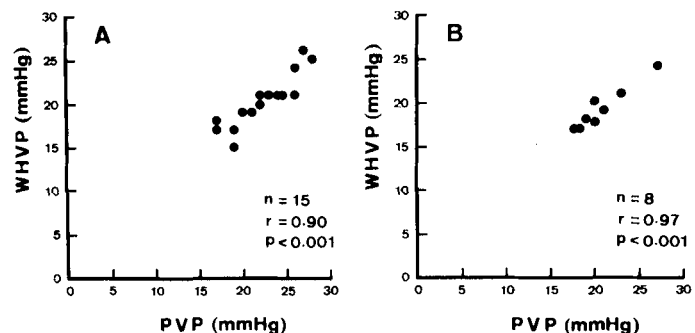 A
WHVP (mmHg)
30
25
20
15
10
5
0
n = 15
r = 0·90
p < 0.001
0 5 10 15 20 25 30
PVP (mmHg)
B
WHVP (mmHg)
30
25
20
15
10
5
0
n = 8
r = 0·97
p < 0.001
0 5 10 15 20 25 30
PVP (mmHg)